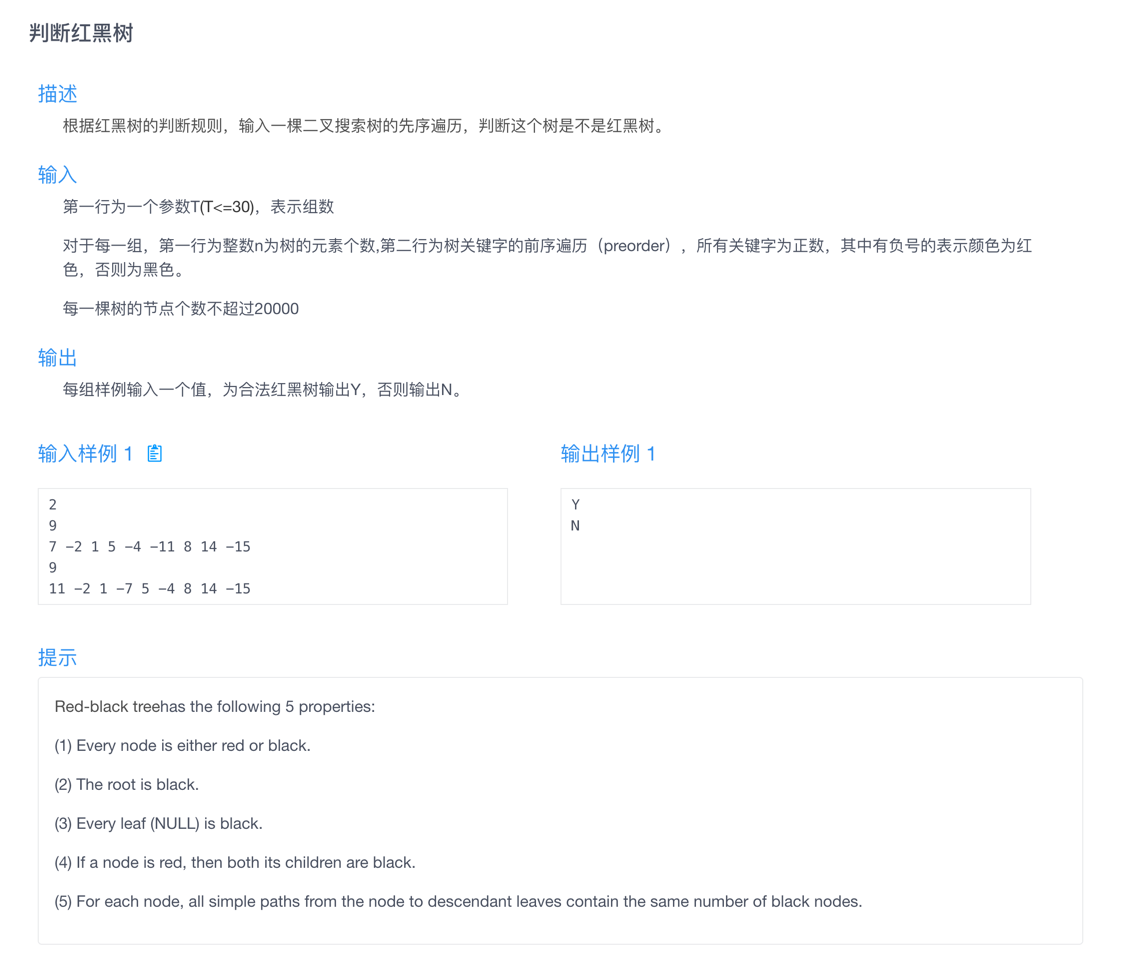 判断红黑树
描述
根据红黑树的判断规则，输入一棵二叉搜索树的先序遍历，判断这个树是不是红黑树。
输入
第一行为一个参数T(T<=30)，表示组数
对于每一组，第一行为整数n为树的元素个数,第二行为树关键字的前序遍历（preorder），所有关键字为正数，其中有负号的表示颜色为红
色，否则为黑色。
每一棵树的节点个数不超过20000
输出
每组样例输入一个值，为合法红黑树输出Y，否则输出N。
输入样例 1
输出样例 1
2
9
7 −2 1 5 −4 −11 8 14 −15
9
11 −2 1 −7 5 −4 8 14 −15
Y
N
提示
Red-black treehas the following 5 properties:
(1) Every node is either red or black.
(2) The root is black.
(3) Every leaf (NULL) is black.
(4) If a node is red, then both its children are black.
(5) For each node, all simple paths from the node to descendant leaves contain the same number of black nodes.